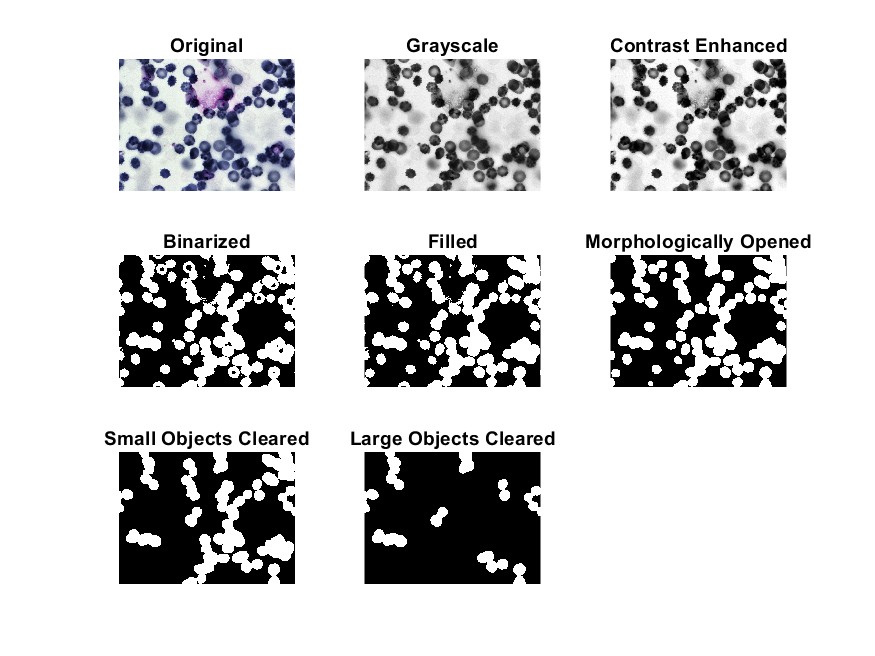 Original
Grayscale
Contrast Enhanced
Binarized
Filled
Morphologically Opened
Small Objects Cleared
Large Objects Cleared